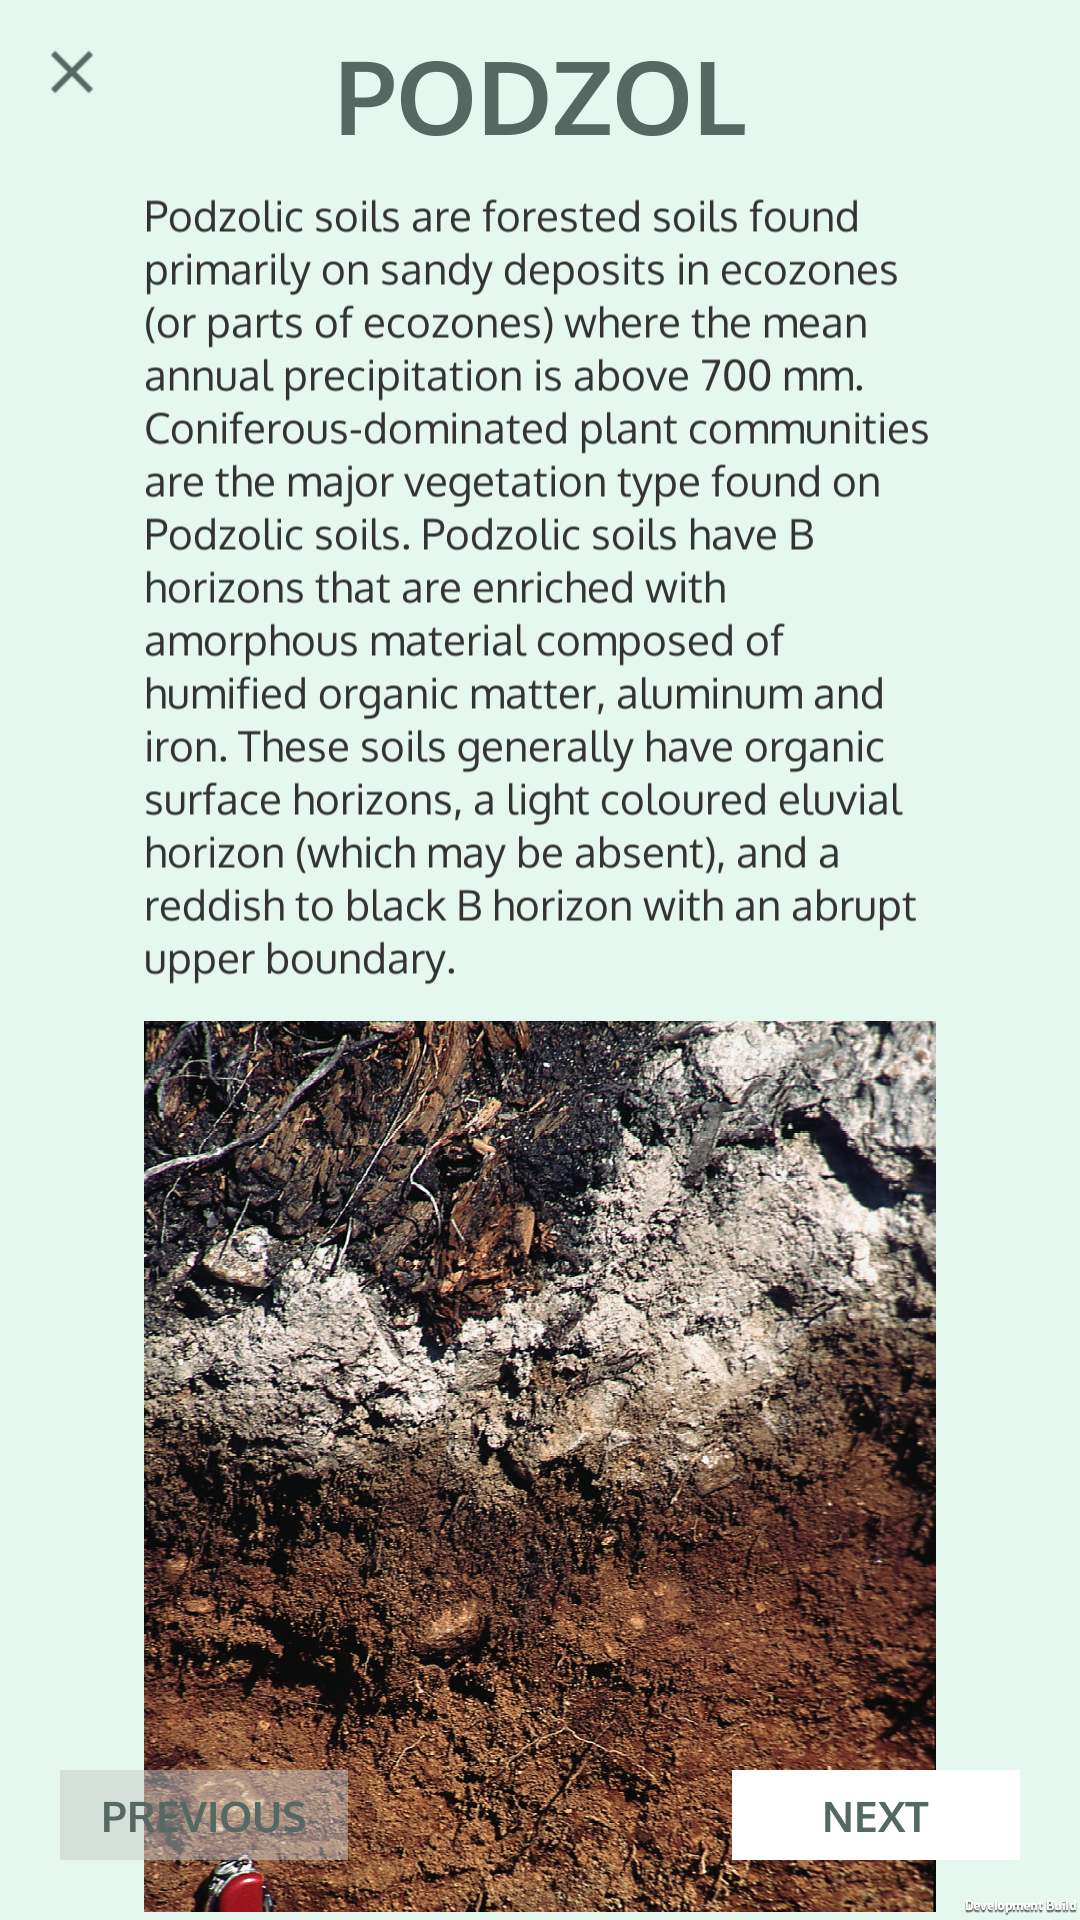 PODZOL
Podzolic soils are forested soils found
primarily on sandy deposits in ecozones
(or parts of ecozones) where the mean
annual precipitation is above 700 mm.
Coniferous-dominated plant communities
are the major vegetation type found on
Podzolic soils. Podzolic soils have B
horizons that are enriched with
amorphous material composed of
humified organic matter, aluminum and
iron. These soils generally have organic
surface horizons, a light coloured eluvial
horizon (which may be absent), and a
reddish to black B horizon with an abrupt
upper boundary.
PREVIOUS
NEXT
Development Build